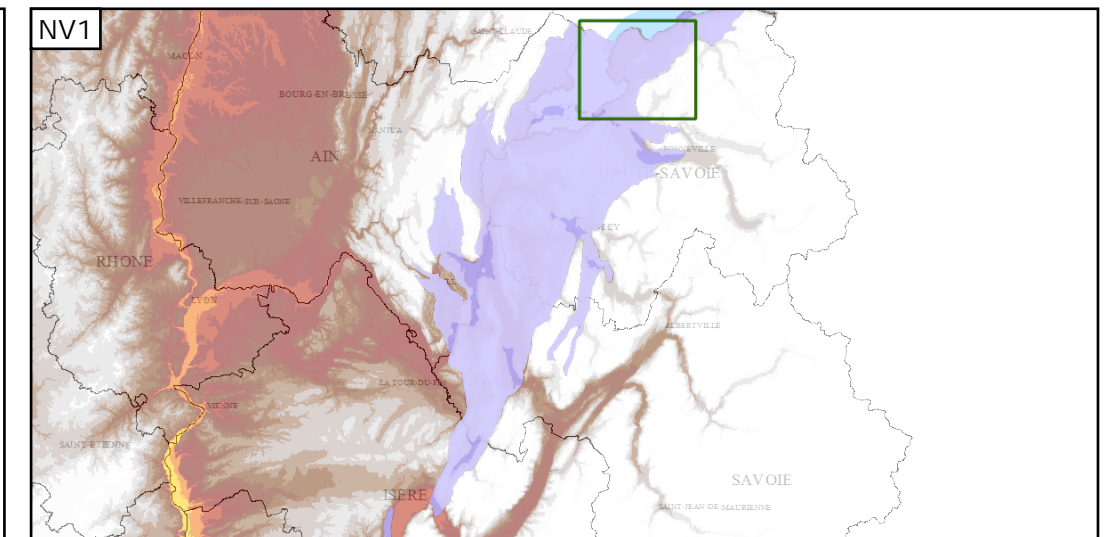 NV1
SAINT-CLAUDE
MACON
BOURG-EN-BRESSE
NANTUA
AIN
BONNEVILLE
-SAVOIE
VILLEFRANCHE-SUR-SAONE
ECY
RHONE
LYON
ALBERTVILLE
LA TOUR-DU-PIN
VIENNE
SAINT-ETIENNE
SAVOIE
ISERE
SAINT-JEAN-DE-MAURIENNE